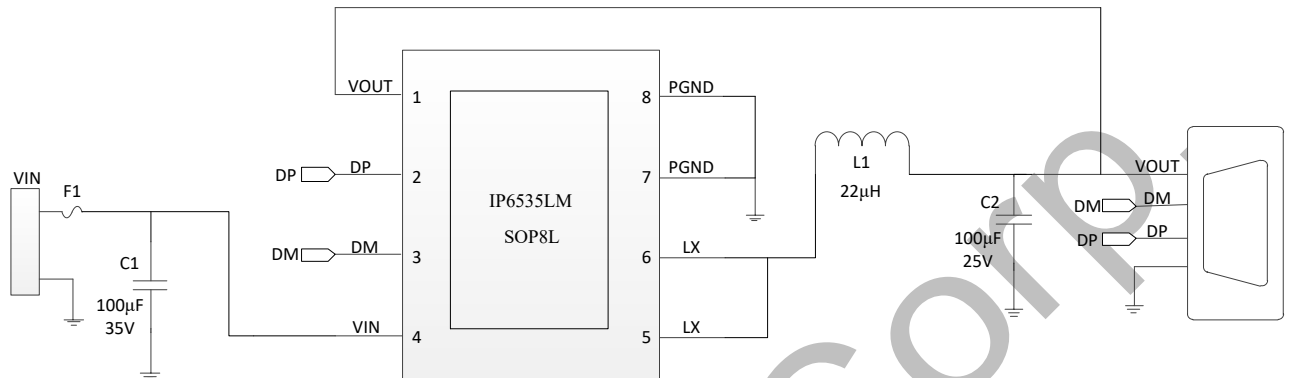 VOUT
1
8
PGND
DP
DP
2
7
PGND
IP6535LM
SOP8L
DM
DM
3
6
LX
VIN
4
5
LX
VIN
F1
C1
100μF
35V
L1
22μH
C2
100μF
25V
VOUT
DM
DM
DP
DP
Corp.